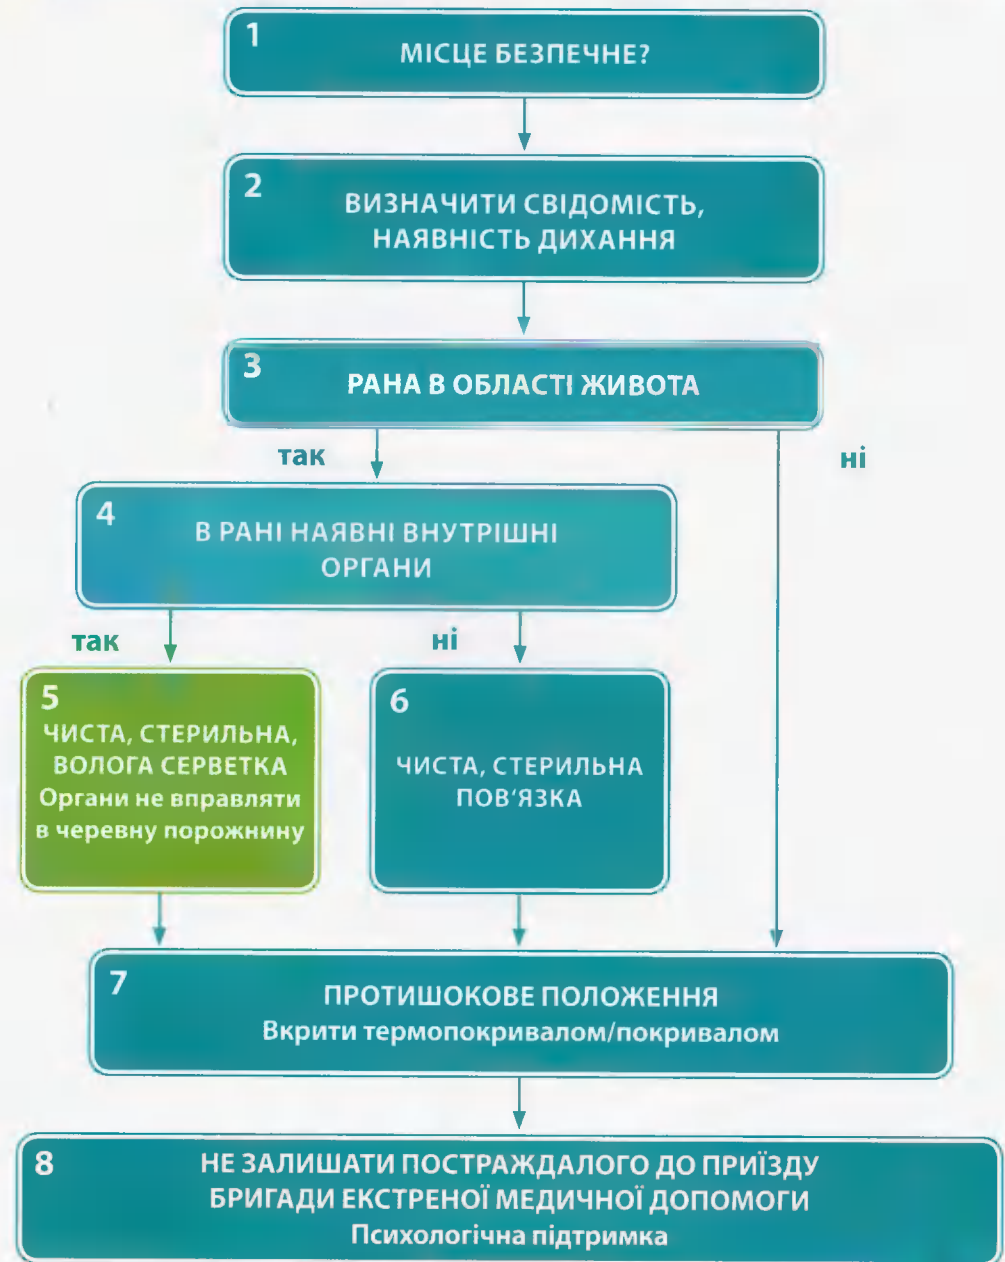 1
МІСЦЕ БЕЗПЕЧНЕ?
2
ВИЗНАЧИТИ СВІДОМІСТЬ,
НАЯВНІСТЬ ДИХАННЯ
3
РАНА В ОБЛАСТІ ЖИВОТА
так
ні
4
В РАНІ НАЯВНІ ВНУТРІШНІ
ОРГАНИ
так
ні
5
ЧИСТА, СТЕРИЛЬНА,
ВОЛОГА СЕРВЕТКА
Органи не вправляти
в черевну порожнину
6
ЧИСТА, СТЕРИЛЬНА
ПОВ'ЯЗКА
7
ПРОТИШОКОВЕ ПОЛОЖЕННЯ
Вкрити термопокривалом/покривалом
8
НЕ ЗАЛИШАТИ ПОСТРАЖДАЛОГО ДО ПРИЇЗДУ
БРИГАДИ ЕКСТРЕНОЇ МЕДИЧНОЇ ДОПОМОГИ
Психологічна підтримка